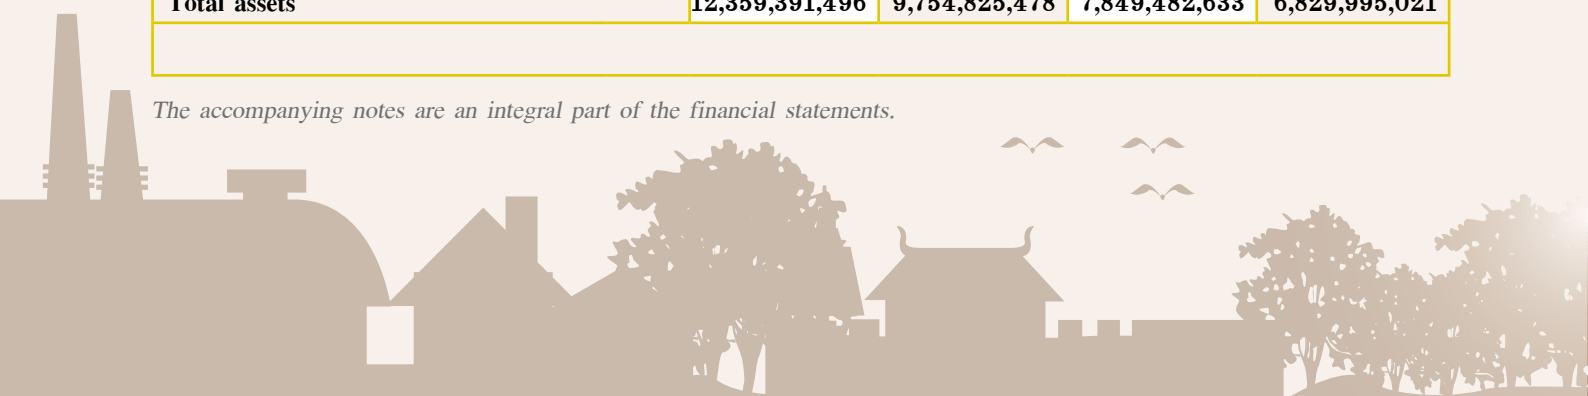 Total assets 12,359,391,496 9,754,825,478 7,849,482,633 6,829,995,021
The accompanying notes are an integral part of the financial statements.